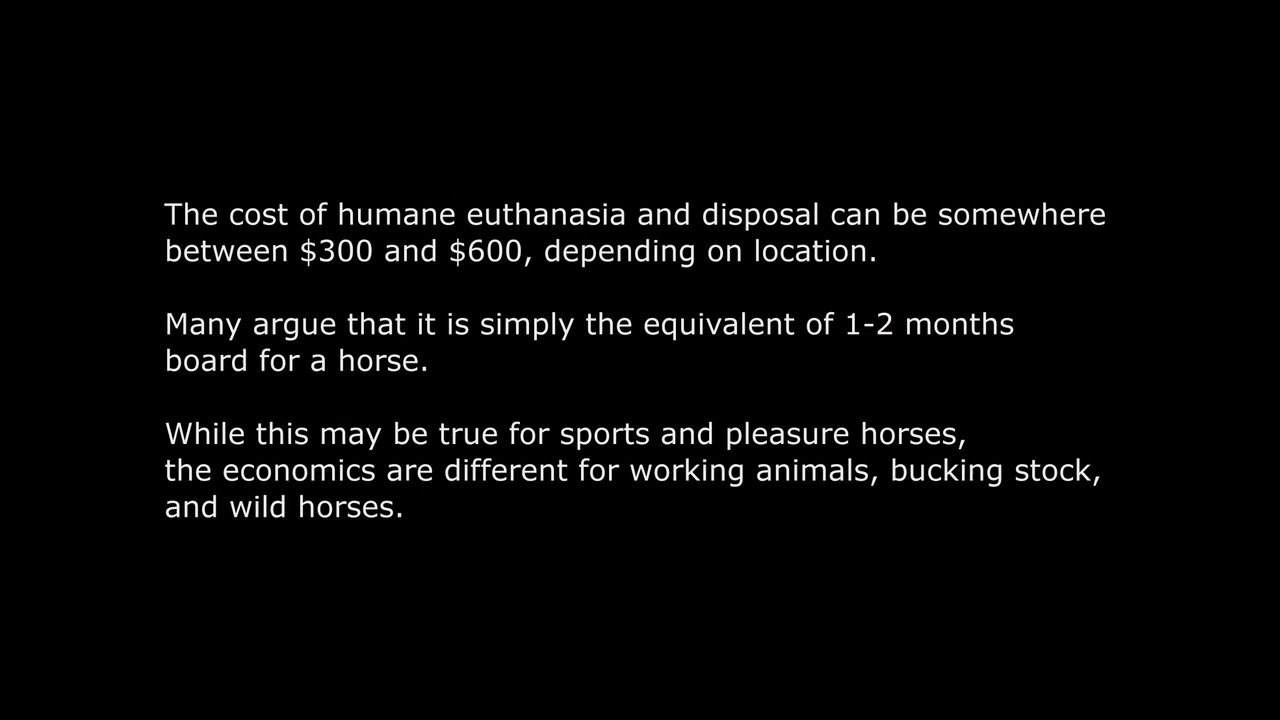 The cost of humane euthanasia and disposal can be somewhere
between $300 and $600, depending on location.
Many argue that it is simply the equivalent of 1-2 months
board for a horse.
While this may be true for sports and pleasure horses,
the economics are different for working animals, bucking stock,
and wild horses.